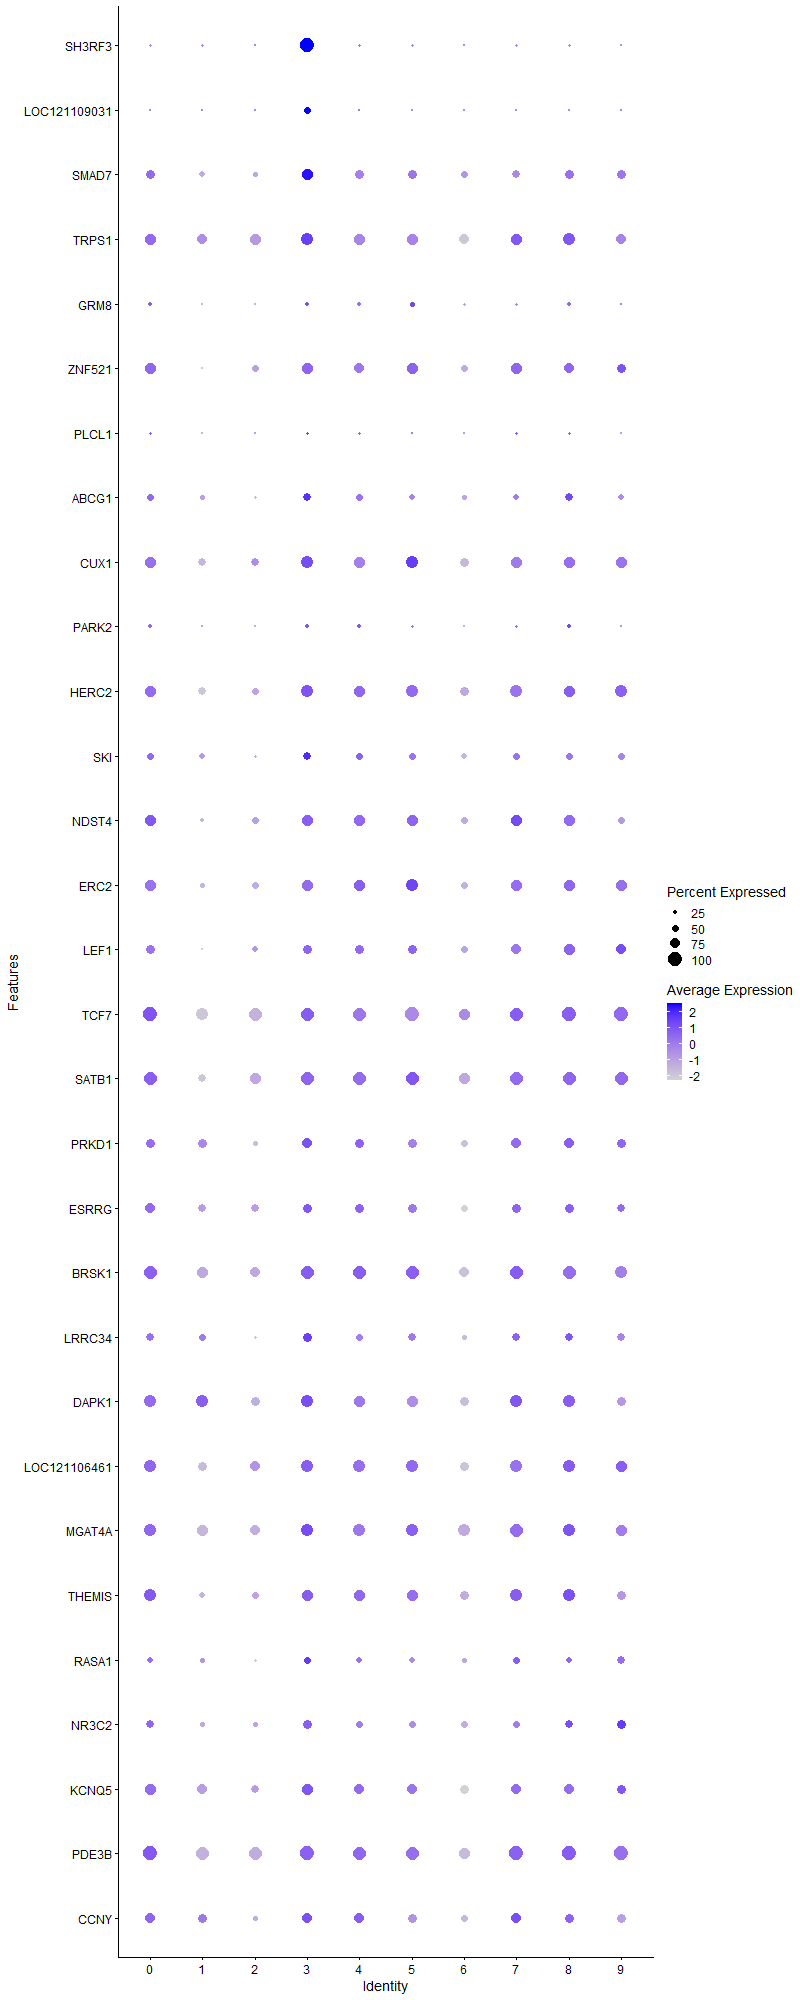 SH3RF3
LOC121109031
SMAD7
TRPS1
GRM8
ZNF521
PLCL1
ABCG1
CUX1
PARK2
HERC2
SKI
NDST4
ERC2
LEF1
TCF7
SATB1
PRKD1
ESRRG
BRSK1
LRRC34
DAPK1
LOC121106461
MGAT4A
THEMIS
RASA1
NR3C2
KCNQ5
PDE3B
CCNY
Features
0 1 2 3 4 5 6 7 8 9
Identity
Percent Expressed
25
50
75
100
Average Expression
2
1
0
-1
-2